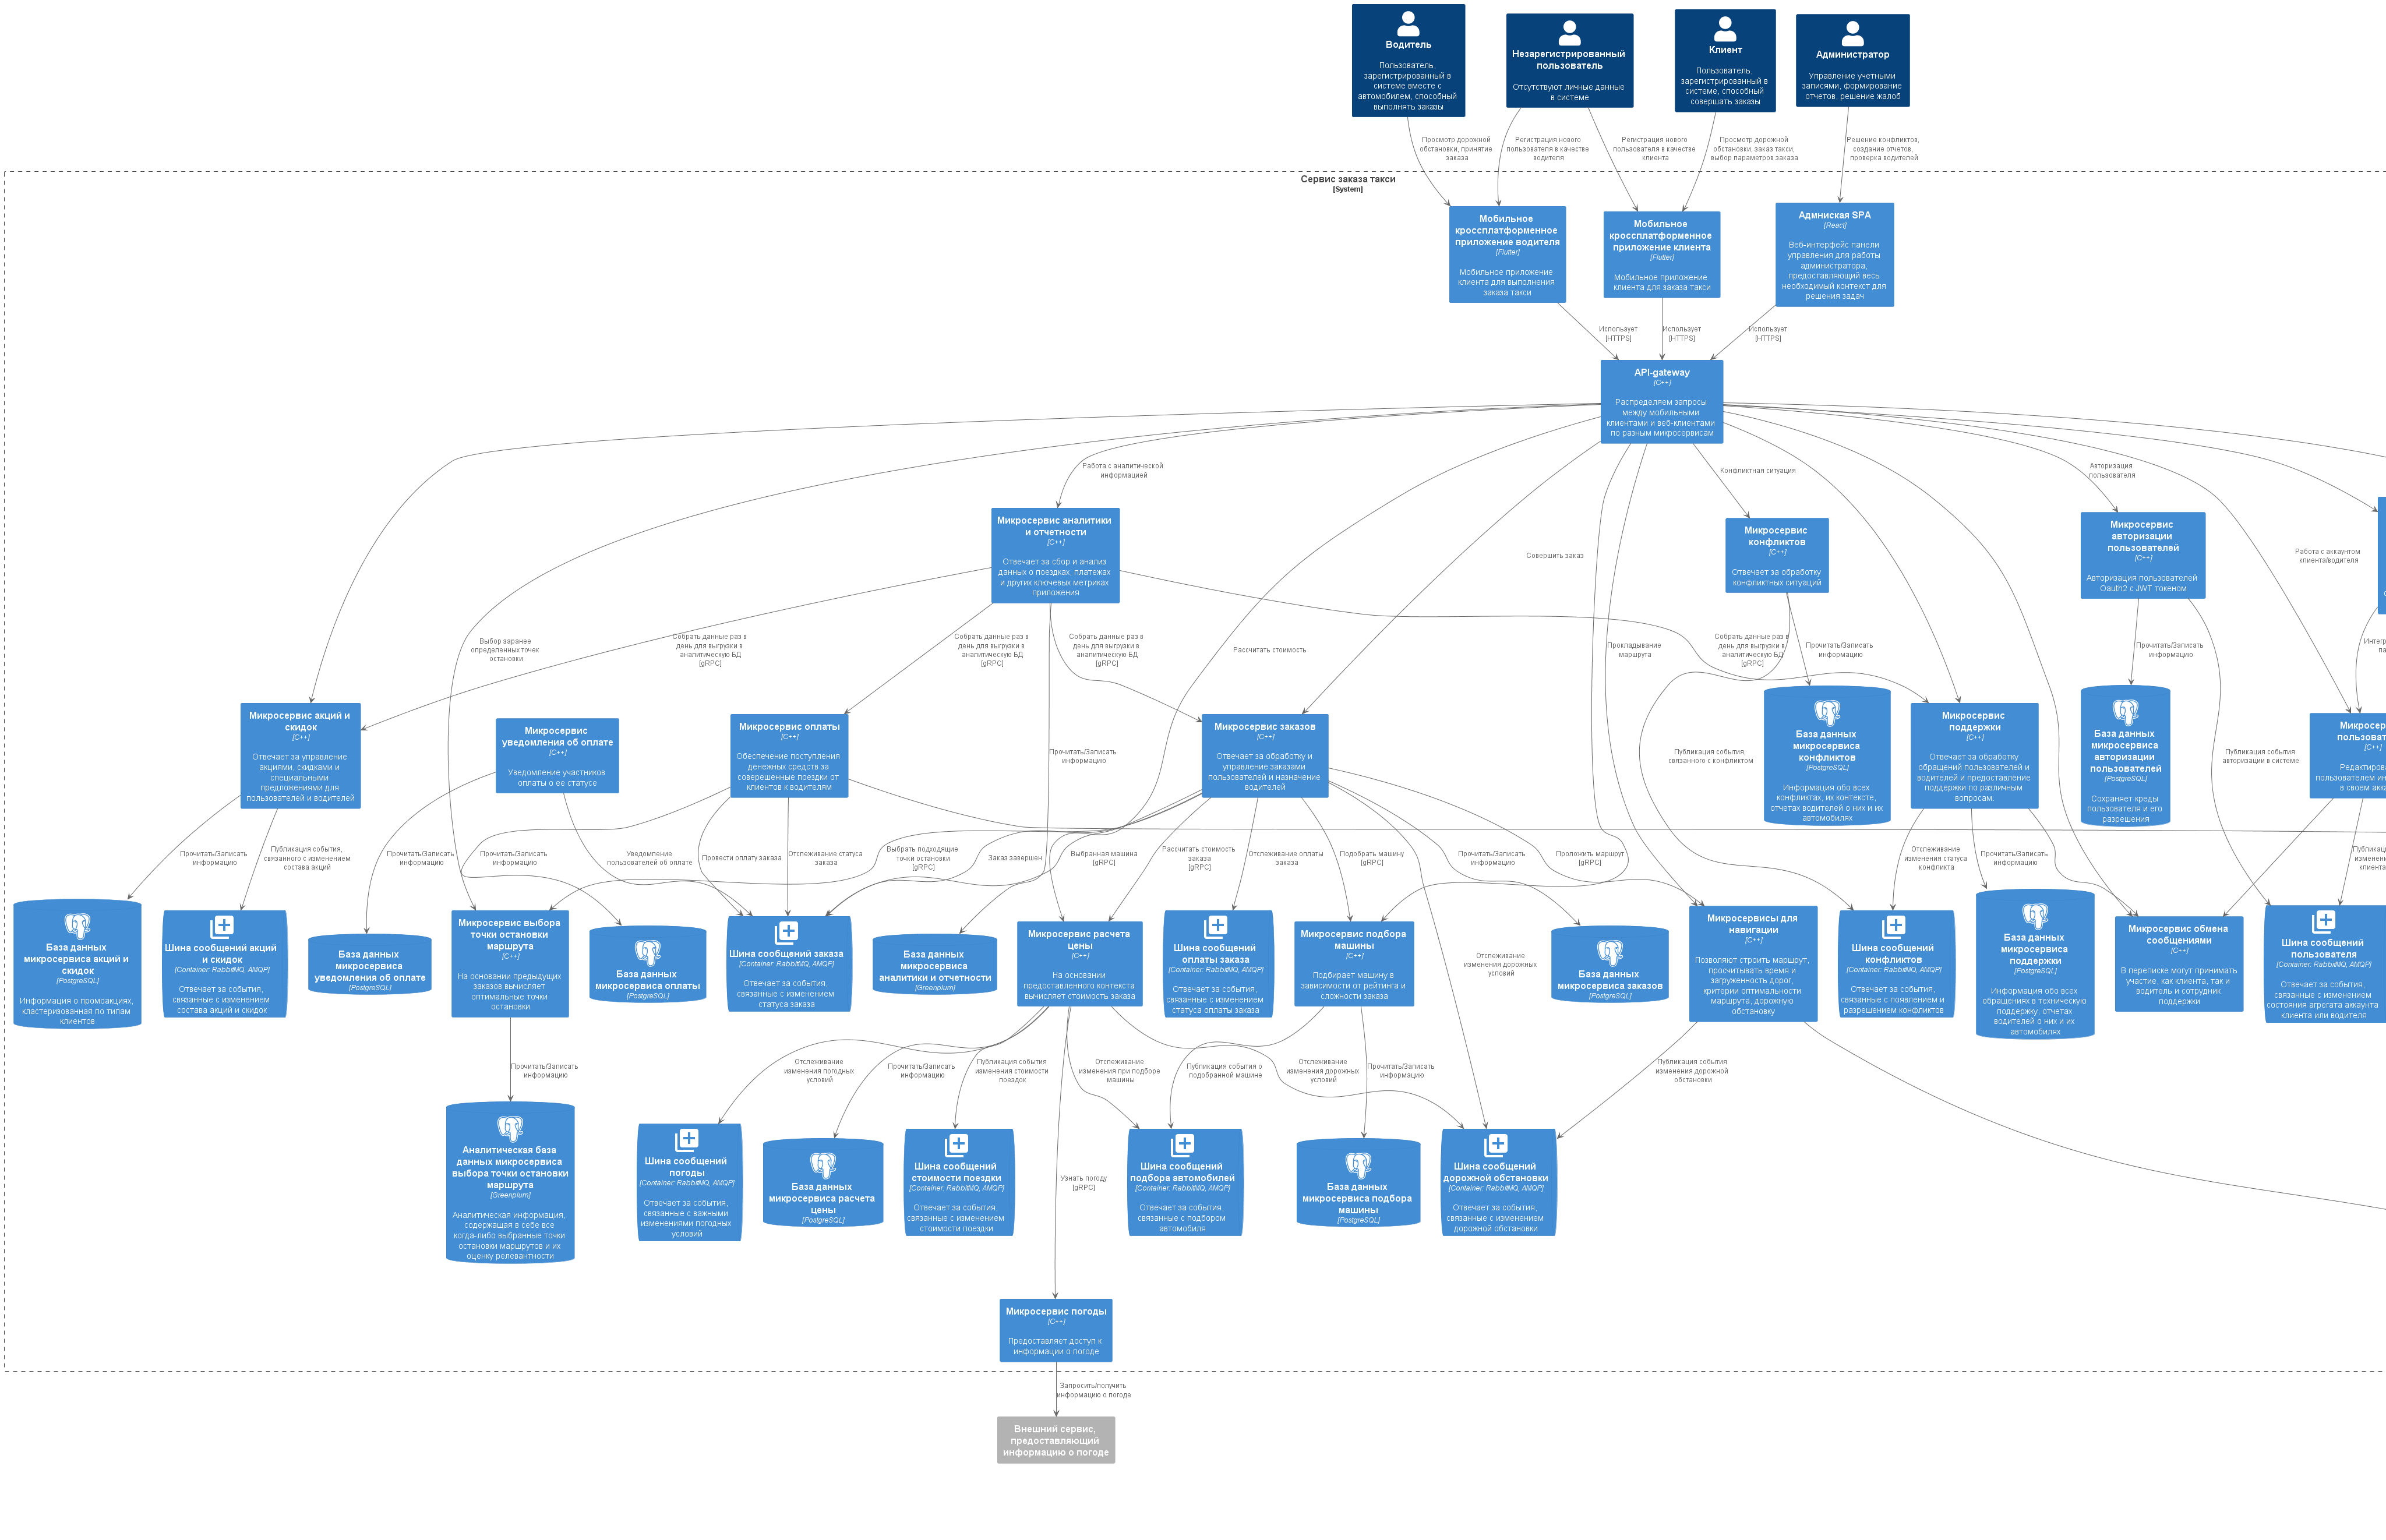 Водитель
Пользователь,
зарегистрированный в
системе вместе с
автомобилем, способный
выполнять заказы
Незарегистрированный
пользователь
Отсутствуют личные данные
в системе
Клиент
Пользователь,
зарегистрированный в
системе, способный
совершать заказы
Администратор
Управление учетными
записями, формирование
отчетов, решение жалоб
Просмотр дорожной
обстановки, принятие
заказа
Регистрация нового
пользователя в качестве
водителя
Регистрация нового
пользователя в качестве
клиента
Просмотр дорожной
обстановки, заказ такси,
выбор параметров заказа
Решение конфликтов,
создание отчетов,
проверка водителей
Сервис заказа такси
[System]
Мобильное
кроссплатформенное
приложение водителя
[Flutter]
Мобильное приложение
клиента для выполнения
заказа такси
Мобильное
кроссплатформенное
приложение клиента
[Flutter]
Мобильное приложение
клиента для заказа такси
Адмниская SPA
[React]
Веб-интерфейс панели
управления для работы
администратора,
предоставляющий весь
необходимый контекст для
решения задач
Использует
[HTTPS]
Использует
[HTTPS]
Использует
[HTTPS]
API-gateway
[C++]
Распределяем запросы
между мобильными
клиентами и веб-клиентами
по разным микросервисам
Работа с аналитической
информацией
Конфликтная ситуация
Авторизация
пользователя
Совершить заказ
Работа с аккаунтом
клиента/водителя
Микросервис аналитики
и отчетности
[C++]
Отвечает за сбор и анализ
данных о поездках, платежах
и других ключевых метриках
приложения
Микросервис
конфликтов
[C++]
Отвечает за обработку
конфликтных ситуаций
Микросервис
авторизации
пользователей
[C++]
Авторизация пользователей
Oauth2 с JWT токеном
Выбор заранее
определенных точек
остановки
Собрать данные раз в
день для выгрузки в
аналитическую БД
[gRPC]
Собрать данные раз в
день для выгрузки в
аналитическую БД
[gRPC]
Собрать данные раз в
день для выгрузки в
аналитическую БД
[gRPC]
Рассчитать стоимость
Прокладывание
маршрута
Собрать данные раз в
день для выгрузки в
аналитическую БД
[gRPC]
Прочитать/Записать
информацию
Прочитать/Записать
информацию
Микросервис акций и
скидок
[C++]
Отвечает за управление
акциями, скидками и
специальными
предложениями для
пользователей и водителей
Микросервис
уведомления об оплате
[C++]
Уведомление участников
оплаты о ее статусе
Микросервис оплаты
[C++]
Обеспечение поступления
денежных средств за
соверешенные поездки от
клиентов к водителям
Прочитать/Записать
информацию
Микросервис заказов
[C++]
Отвечает за обработку и
управление заказами
пользователей и назначение
водителей
Публикация события,
связанного с конфликтом
База данных
микросервиса
конфликтов
[PostgreSQL]
Информация обо всех
конфликтах, их контексте,
отчетах водителей о них и их
автомобилях
Микросервис
поддержки
[C++]
Отвечает за обработку
обращений пользователей и
водителей и предоставление
поддержки по различным
вопросам.
База данных
микросервиса
авторизации
пользователей
[PostgreSQL]
Сохраняет креды
пользователя и его
разрешения
Публикация события
авторизации в системе
[C++]
в своем
Прочитать/Записать
информацию
Публикация события,
связанного с изменением
состава акций
Прочитать/Записать
информацию
Прочитать/Записать
информацию
Уведомление
пользователей об оплате
Провести оплату заказа
Отслеживание статуса
заказа
Выбрать подходящие
точки остановки
[gRPC]
Заказ завершен
Выбранная машина
[gRPC]
Рассчитать стоимость
заказа
[gRPC]
Отслеживание оплаты
заказа
Подобрать машину
[gRPC]
Прочитать/Записать
информацию
Проложить маршрут
[gRPC]
Отслеживание
изменения статуса
конфликта
Прочитать/Записать
информацию
База данных
микросервиса акций и
скидок
[PostgreSQL]
Информация о промоакциях,
кластеризованная по типам
клиентов
Шина сообщений акций
и скидок
[Container: RabbitMQ, AMQP]
Отвечает за события,
связанные с изменением
состава акций и скидок
База данных
микросервиса
уведомления об оплате
[PostgreSQL]
Микросервис выбора
точки остановки
маршрута
[C++]
На основании предыдущих
заказов вычисляет
оптимальные точки
остановки
База данных
микросервиса оплаты
[PostgreSQL]
Шина сообщений заказа
[Container: RabbitMQ, AMQP]
Отвечает за события,
связанные с изменением
статуса заказа
База данных
микросервиса
аналитики и отчетности
[Greenplum]
Микросервис расчета
цены
[C++]
На основании
предоставленного контекста
вычисляет стоимость заказа
Шина сообщений
оплаты заказа
[Container: RabbitMQ, AMQP]
Отвечает за события,
связанные с изменением
статуса оплаты заказа
Микросервис подбора
машины
[C++]
Подбирает машину в
зависимости от рейтинга и
сложности заказа
Отслеживание
изменения дорожных
условий
База данных
микросервиса заказов
[PostgreSQL]
Микросервисы для
навигации
[C++]
Позволяют строить маршрут,
просчитывать время и
загруженность дорог,
критерии оптимальности
маршрута, дорожную
обстановку
Шина сообщений
конфликтов
[Container: RabbitMQ, AMQP]
Отвечает за события,
связанные с появлением и
разрешением конфликтов
База данных
микросервиса
поддержки
[PostgreSQL]
Информация обо всех
обращениях в техническую
поддержку, отчетах
водителей о них и их
автомобилях
Микросервис обмена
сообщениями
[C++]
В переписке могут принимать
участие, как клиента, так и
водитель и сотрудник
поддержки
Шина сообщений
пользователя
[Container: RabbitMQ, AMQP]
Отвечает за события,
связанные с изменением
состояния агрегата аккаунта
клиента или водителя
Прочитать/Записать
информацию
Отслеживание
изменения погодных
условий
Прочитать/Записать
информацию
Публикация события
изменения стоимости
поездок
Отслеживание
изменения при подборе
машины
Публикация события о
подобранной машине
Отслеживание
изменения дорожных
условий
Прочитать/Записать
информацию
Публикация события
изменения дорожной
обстановки
Аналитическая база
данных микросервиса
выбора точки остановки
маршрута
[Greenplum]
Аналитическая информация,
содержащая в себе все
когда-либо выбранные точки
остановки маршрутов и их
оценку релевантности
Шина сообщений
погоды
[Container: RabbitMQ, AMQP]
Отвечает за события,
связанные с важными
изменениями погодных
условий
База данных
микросервиса расчета
цены
[PostgreSQL]
Шина сообщений
стоимости поездки
[Container: RabbitMQ, AMQP]
Отвечает за события,
связанные с изменением
стоимости поездки
Узнать погоду
[gRPC]
Шина сообщений
подбора автомобилей
[Container: RabbitMQ, AMQP]
Отвечает за события,
связанные с подбором
автомобиля
База данных
микросервиса подбора
машины
[PostgreSQL]
Шина сообщений
дорожной обстановки
[Container: RabbitMQ, AMQP]
Отвечает за события,
связанные с изменением
дорожной обстановки
Микросервис погоды
[C++]
Предоставляет доступ к
информации о погоде
Запросить/получить
информацию о погоде
Внешний сервис,
предоставляющий
информацию о погоде